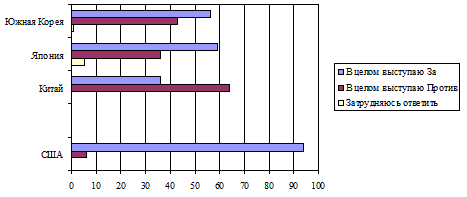 Южная Корея
Япония
Китай
США
0 10 20 30 40 50 60 70 80 90 100
В целом выступаю За
В целом выступаю Против
Затрудняюсь ответить